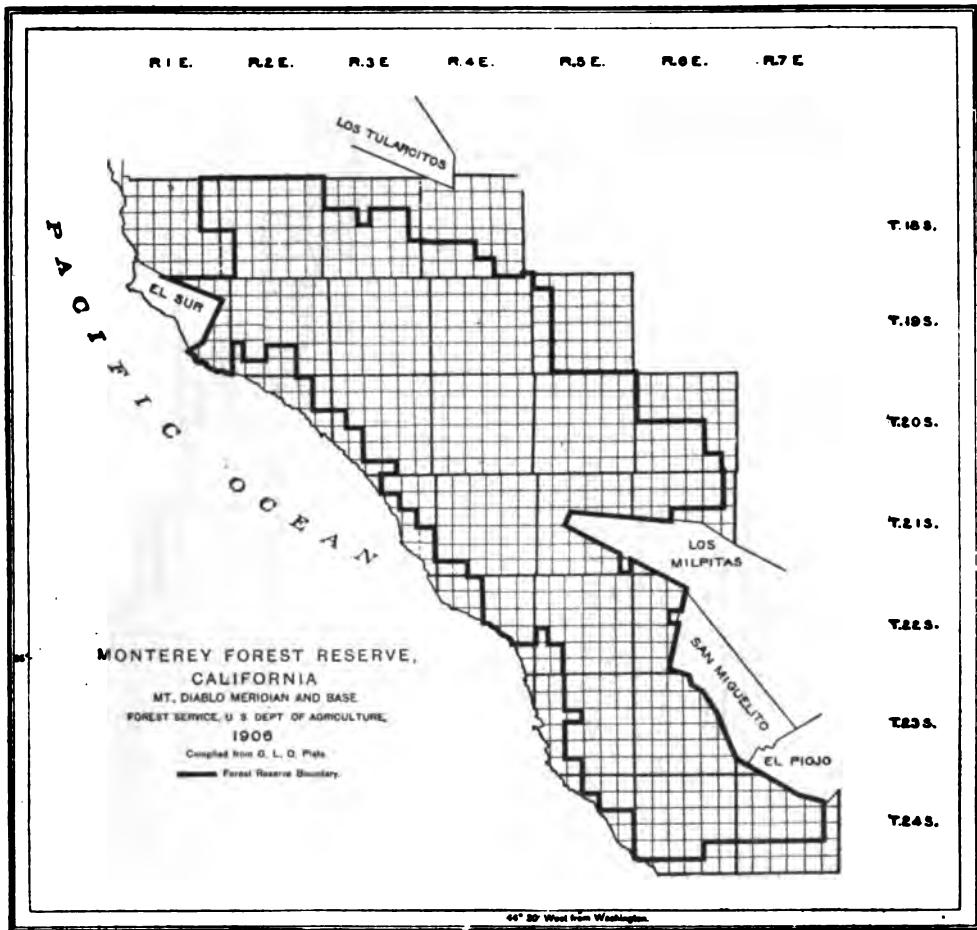 R.1 E. R.2 E. R.3 E. R.4 E. R.5 E. R.6 E. R.7 E.
LOS TULARCITOS
T.18 S.
PACIFIC OCEAN
EL SUR
T.19 S.
T.20 S.
T.21 S.
LOS
MILPITAS
T.22 S.
SAN MIGUELITO
T.23 S.
EL PIOJO
T.24 S.
MONTEREY FOREST RESERVE,
CALIFORNIA
MT. DIABLO MERIDIAN AND BASE
FOREST SERVICE, U. S. DEPT OF AGRICULTURE,
1906
Compiled from G. L. O. Plats.
Forest Reserve Boundary.
44° 20' West from Washington.